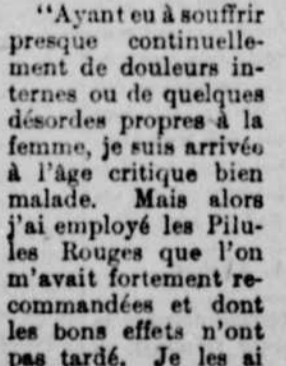 “Ayant eu à souffrir
presque continuelle-
ment de douleurs in-
ternes ou de quelques
désordes propres à la
femme, je suis arrivée
à l'âge critique bien
malade. Mais alors
j'ai employé les Pilu-
les Rouges que l'on
m'avait fortement re-
commandées et dont
les bons effets n'ont
pas tardé. Je les ai